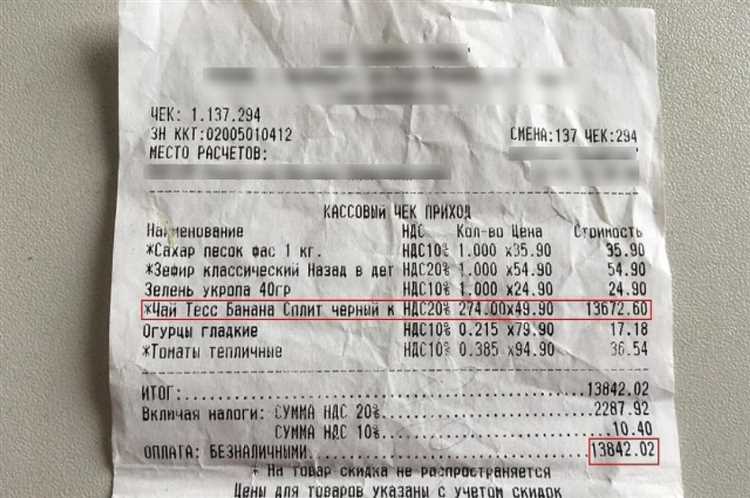 ЧЕК: 1.137.294
ЗН ККТ:02005010412 СМЕНА:137 ЧЕК:294
МЕСТО РАСЧЕТОВ:
КАССОВЫЙ ЧЕК ПРИХОД
Наименование НДС Кол-во Цена Стоимость
*Сахар песок фас 1 кг. НДС10% 1.000 x35.90 35.90
*Зефир классический Назад в дет НДС20% 1.000 x54.90 54.90
Зелень укропа 40гр НДС10% 1.000 x24.90 24.90
*Чай Тесс Банана Сплит черный к НДС20% 274.00x49.90 13672.60
Огурцы гладкие НДС10% 0.215 x79.90 17.18
*Томаты тепличные НДС10% 0.385 x94.90 36.54
ИТОГ:..............................13842.02
Включая налоги: СУММА НДС 20%..............2287.92
СУММА НДС 10%................10.40
ОПЛАТА: БЕЗНАЛИЧНЫМИ..............................13842.02
* На товар скидка не распространяется
Цены для товаров указаны с учетом скидок